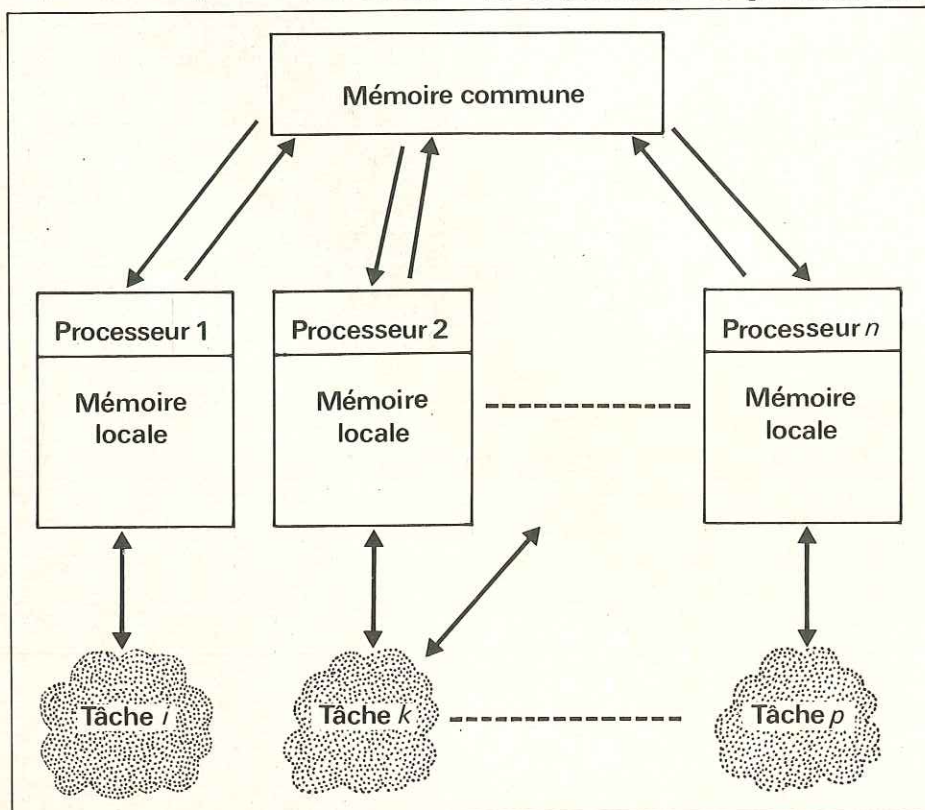 Mémoire commune
Processeur 1
Processeur 2
Processeur n
Mémoire
locale
Mémoire
locale
Mémoire
locale
Tâche i
Tâche k
Tâche p